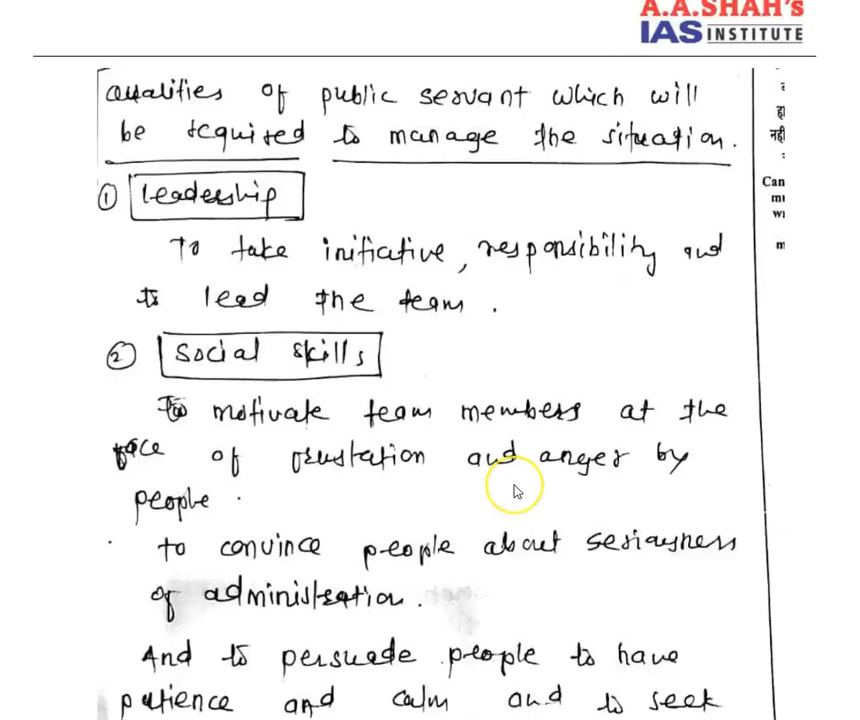 A.A.SHAH's
IAS INSTITUTE
Qualities of public servant which will
be required to manage the situation.
① Leadership
To take initiative, responsibility and
to lead the team.
② Social skills
To motivate team members at the
face of frustation and anger by
people.
to convince people about seriousness
of administration.
And to persuade people to have
patience and calm and to seek
हा
नहीं
Can